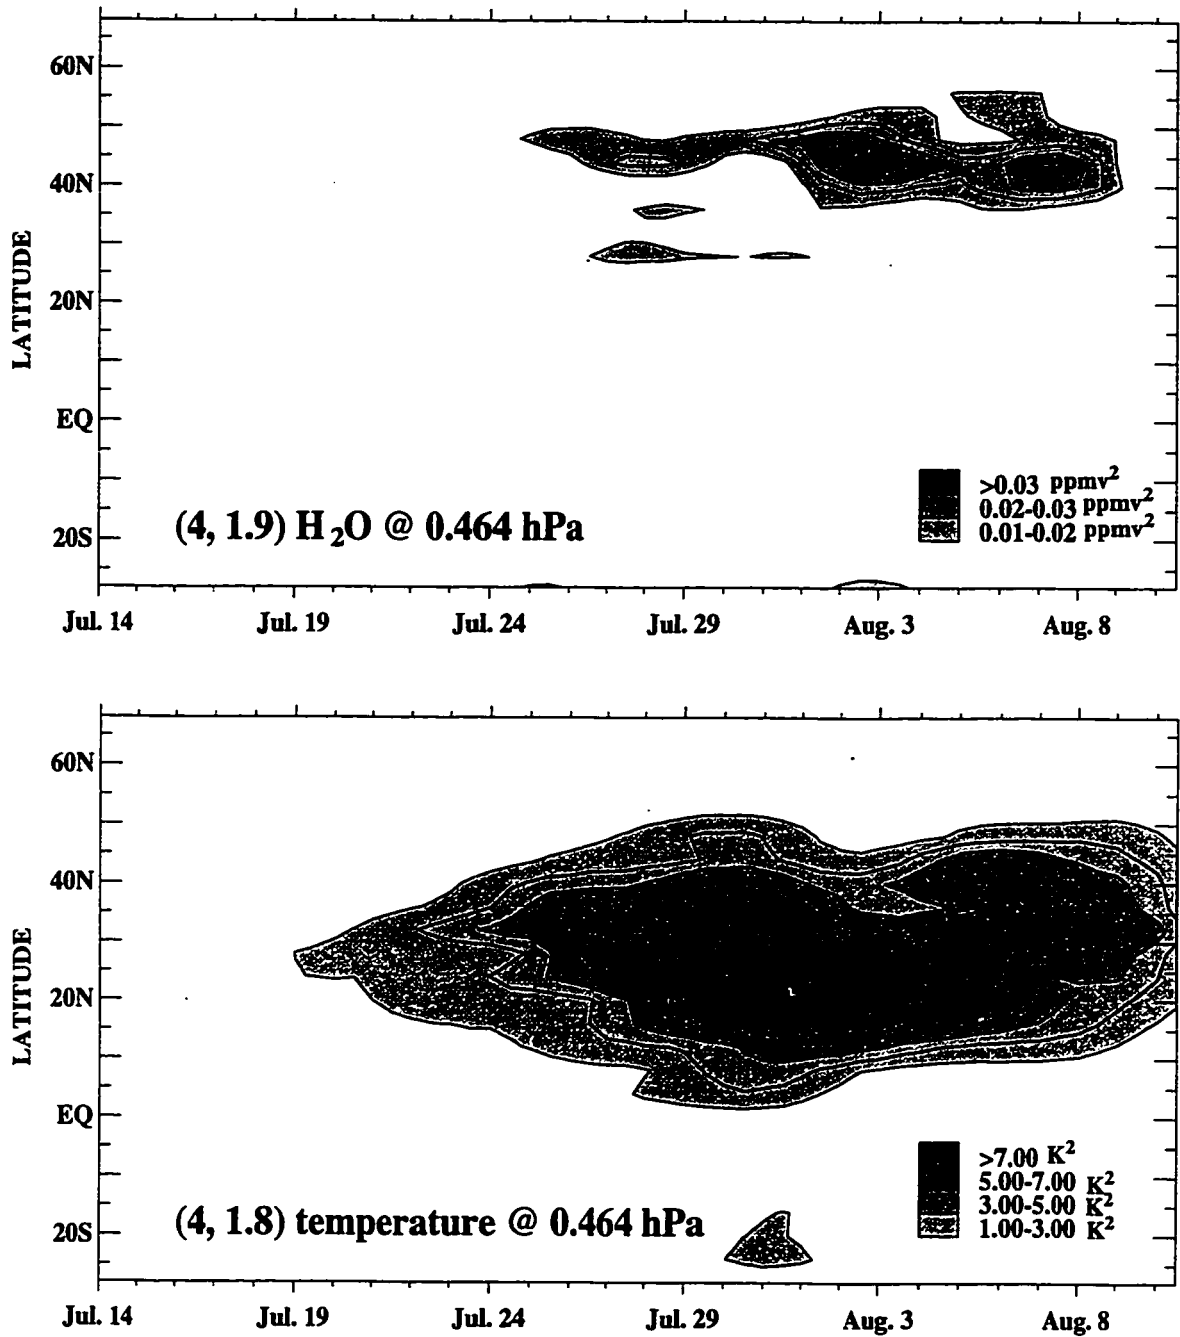 60N
40N
20N
EQ
20S
LATITUDE
>0.03 ppmv²
0.02-0.03 ppmv²
0.01-0.02 ppmv²
(4, 1.9) H₂O @ 0.464 hPa
Jul. 14 Jul. 19 Jul. 24 Jul. 29 Aug. 3 Aug. 8
60N
40N
20N
EQ
20S
LATITUDE
>7.00 K²
5.00-7.00 K²
3.00-5.00 K²
1.00-3.00 K²
(4, 1.8) temperature @ 0.464 hPa
Jul. 14 Jul. 19 Jul. 24 Jul. 29 Aug. 3 Aug. 8